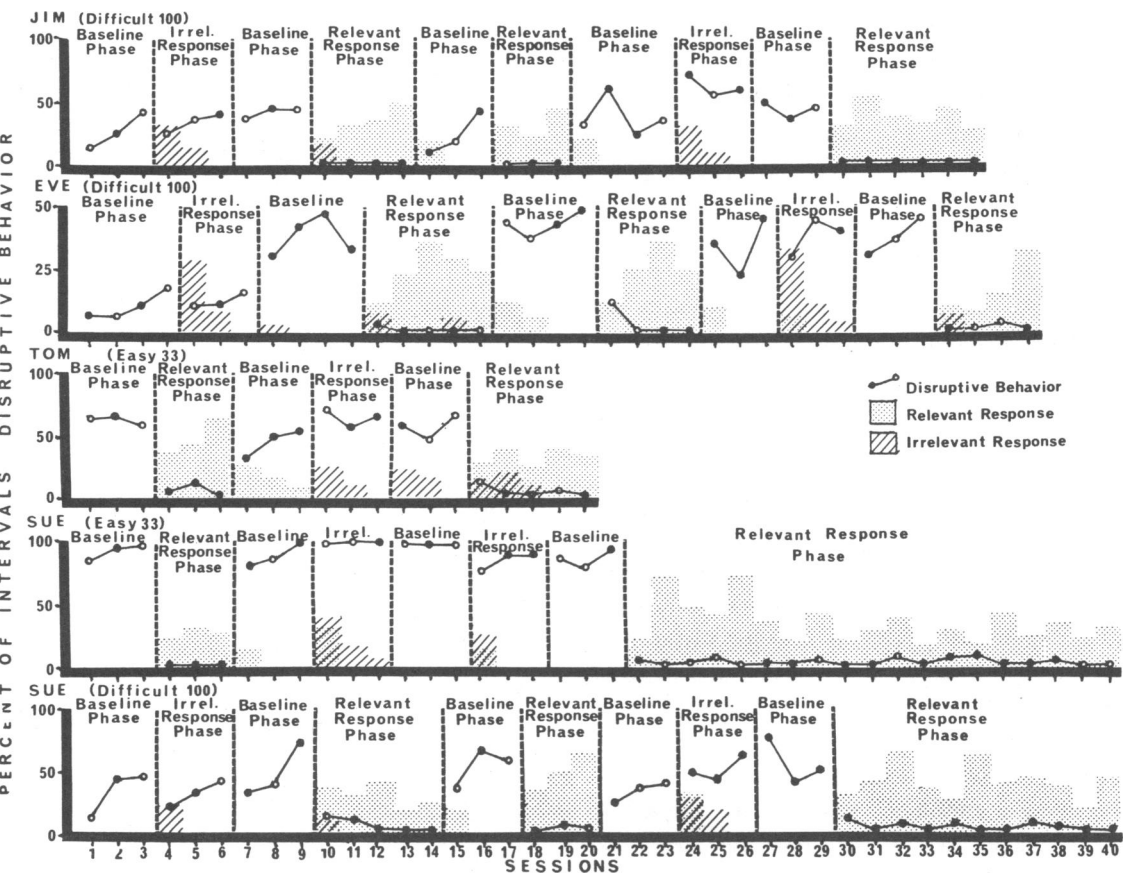 JIM (Difficult 100)
Baseline Phase
Irrel. Response Phase
Baseline Phase
Relevant Response Phase
Baseline Phase
Relevant Response Phase
Baseline Phase
Irrel. Response Phase
Baseline Phase
Relevant Response Phase
100
50
0
EVE (Difficult 100)
Baseline Phase
Irrel. Response Phase
Baseline
Relevant Response Phase
Baseline Phase
Relevant Response Phase
Baseline Phase
Irrel. Response Phase
Baseline Phase
Relevant Response Phase
50
25
0
TOM (Easy 33)
Baseline Phase
Relevant Response Phase
Baseline Phase
Irrel. Response Phase
Baseline Phase
Relevant Response Phase
100
50
0
Disruptive Behavior
Relevant Response
Irrelevant Response
SUE (Easy 33)
Baseline
Relevant Response Phase
Baseline
Irrel.
Baseline
Irrel. Response
Baseline
Relevant Response Phase
100
50
0
SUE (Difficult 100)
Baseline Phase
Irrel. Response Phase
Baseline Phase
Relevant Response Phase
Baseline Phase
Relevant Response Phase
Baseline Phase
Irrel. Response Phase
Baseline Phase
Relevant Response Phase
100
50
0
1 2 3 4 5 6 7 8 9 10 11 12 13 14 15 16 17 18 19 20 21 22 23 24 25 26 27 28 29 30 31 32 33 34 35 36 37 38 39 40
SESSIONS
PERCENT OF INTERVALS DISRUPTIVE BEHAVIOR